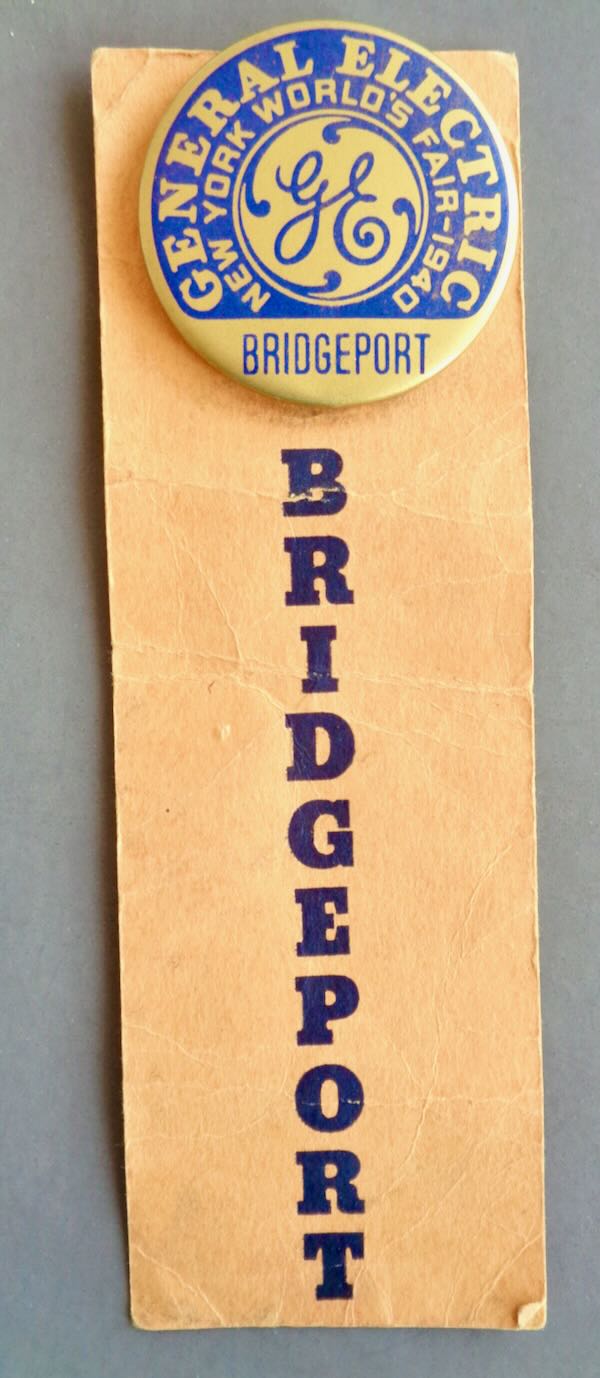 GENERAL ELECTRIC
NEW YORK WORLD'S FAIR-1940
GE
BRIDGEPORT
BRIDGEPORT